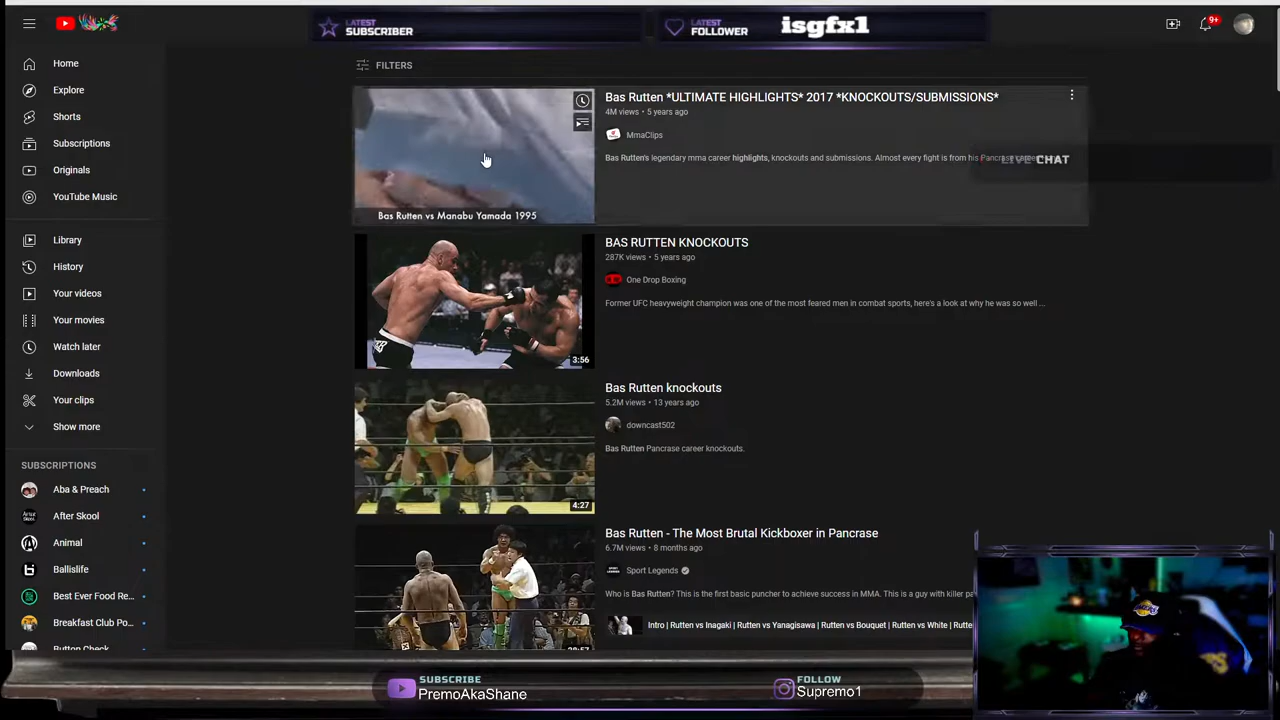 LATEST
SUBSCRIBER
LATEST
FOLLOWER
isgfx1
9+
Home
Explore
Shorts
Subscriptions
Originals
YouTube Music
Library
History
Your videos
Your movies
Watch later
Downloads
Your clips
Show more
SUBSCRIPTIONS
Aba & Preach
After Skool
Animal
Ballislife
Best Ever Food Re...
Breakfast Club Po...
Button Check
FILTERS
Bas Rutten vs Manabu Yamada 1995
Bas Rutten *ULTIMATE HIGHLIGHTS* 2017 *KNOCKOUTS/SUBMISSIONS*
4M views • 5 years ago
MmaClips
Bas Rutten's legendary mma career highlights, knockouts and submissions. Almost every fight is from his Pancrase career
LIVE CHAT
3:56
BAS RUTTEN KNOCKOUTS
287K views • 5 years ago
One Drop Boxing
Former UFC heavyweight champion was one of the most feared men in combat sports, here's a look at why he was so well ...
4:27
Bas Rutten knockouts
5.2M views • 13 years ago
downcast502
Bas Rutten Pancrase career knockouts.
Bas Rutten - The Most Brutal Kickboxer in Pancrase
6.7M views • 8 months ago
Sport Legends
Who is Bas Rutten? This is the first basic puncher to achieve success in MMA. This is a guy with killer
Intro | Rutten vs Inagaki | Rutten vs Yanagisawa | Rutten vs Bouquet | Rutten vs White |
SUBSCRIBE
PremoAkaShane
FOLLOW
Supremo1